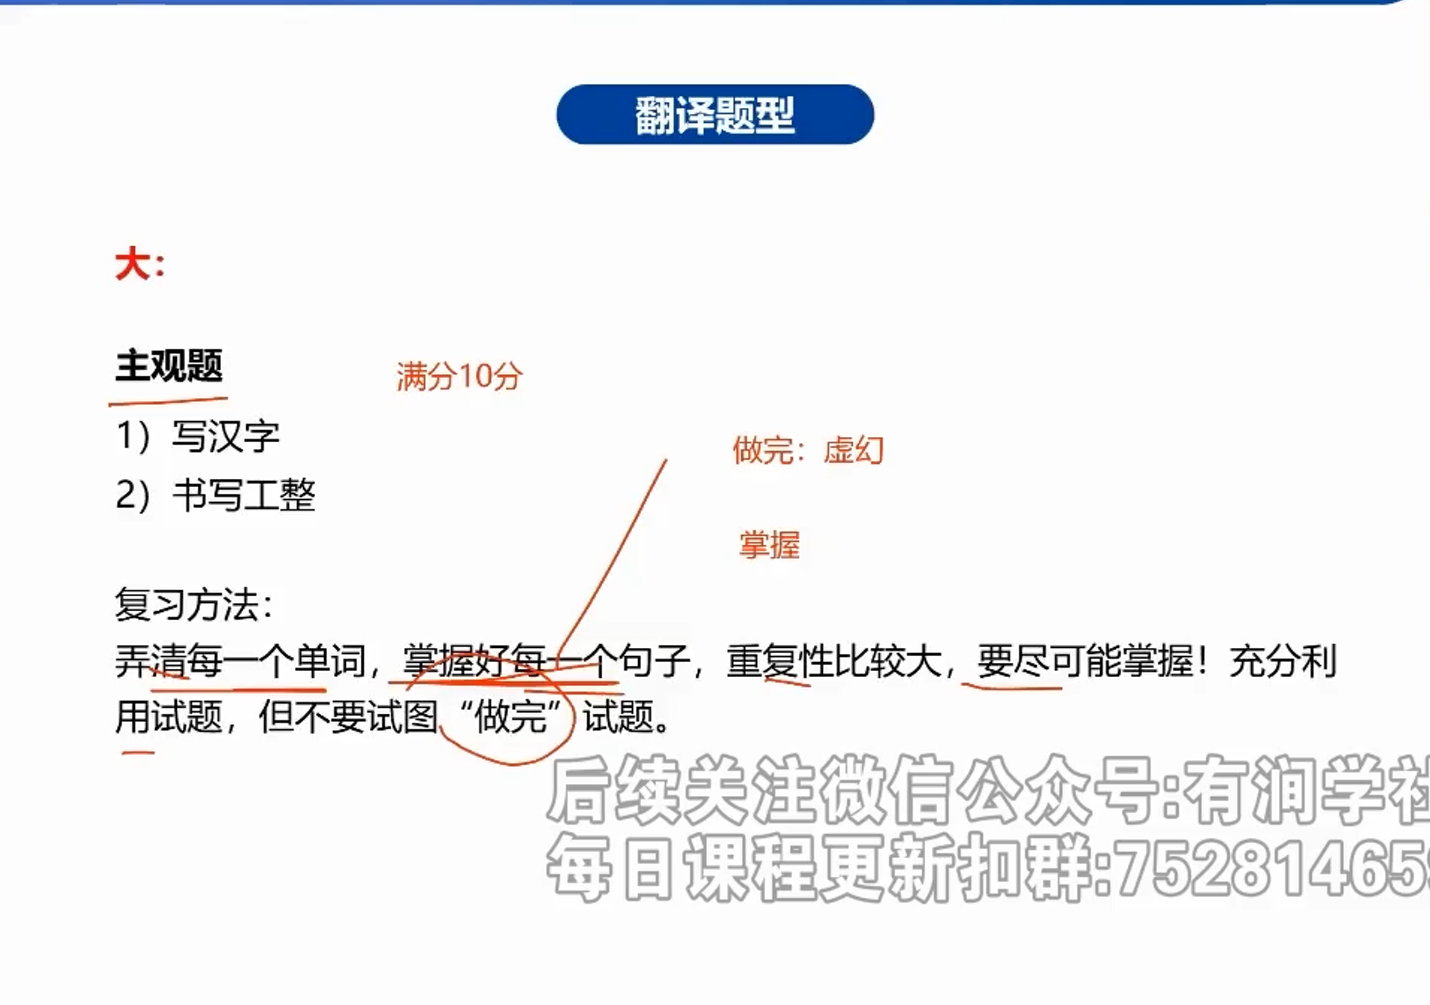 翻译题型
大：
主观题
满分10分
1）写汉字
做完：虚幻
2）书写工整
掌握
复习方法：
弄清每一个单词，掌握好每一个句子，重复性比较大，要尽可能掌握！充分利
用试题，但不要试图“做完”试题。
后续关注微信公众号:有润学社
每日课程更新扣群:752814659